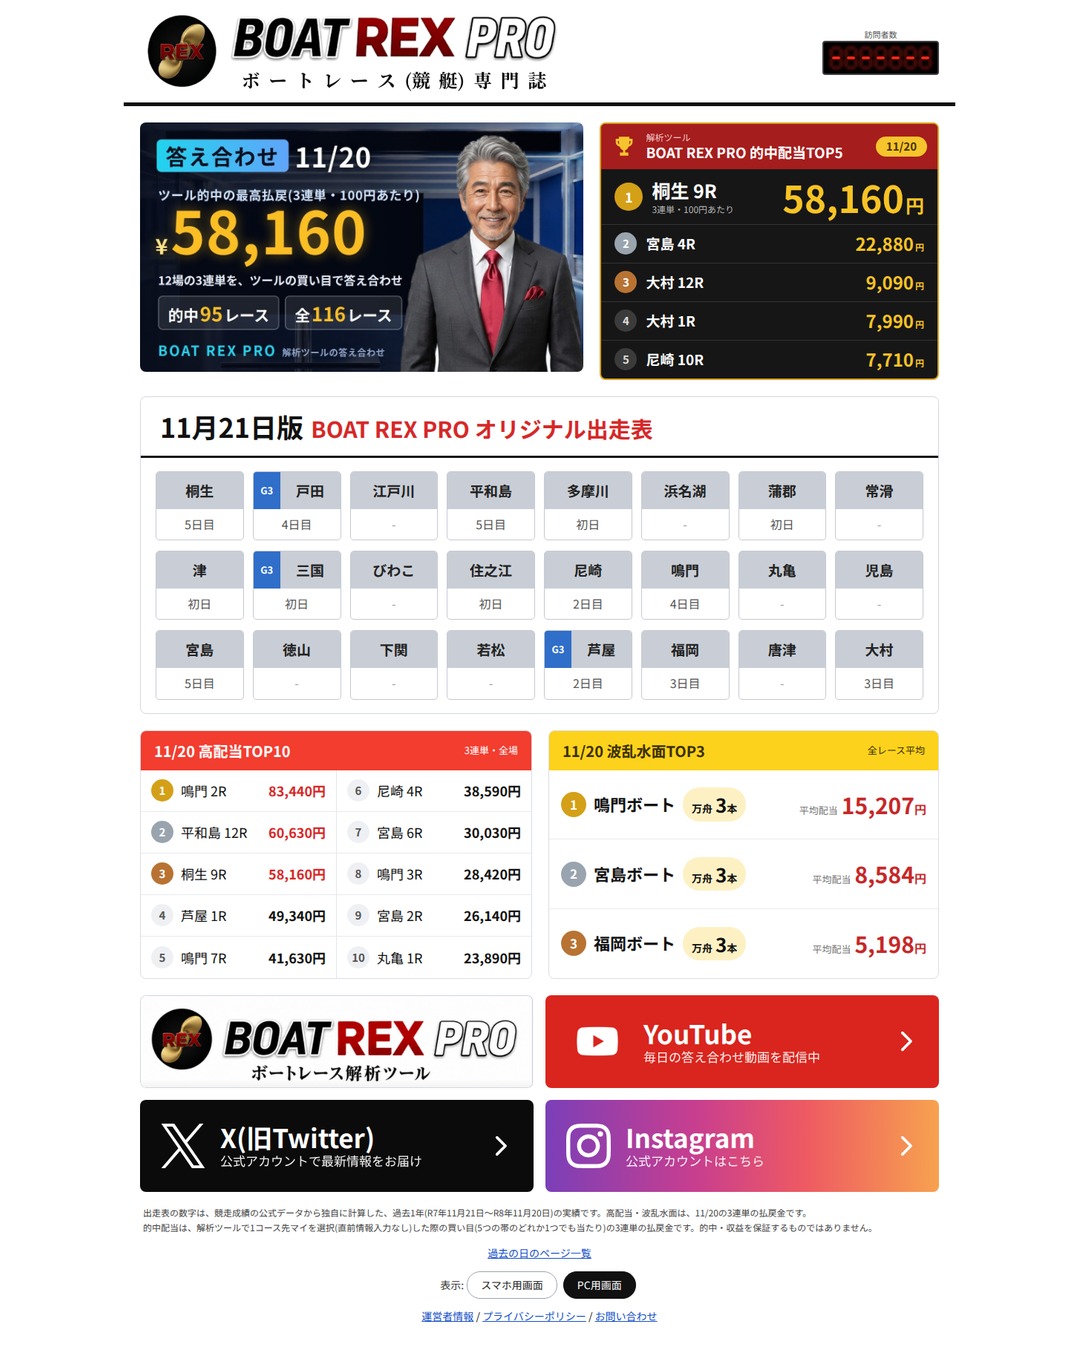 REX
BOAT REX PRO
ボートレース(競艇)専門誌
訪問者数
答え合わせ 11/20
ツール的中の最高払戻(3連単・100円あたり)
¥58,160
12場の3連単を、ツールの買い目で答え合わせ
的中95レース 全116レース
BOAT REX PRO 解析ツールの答え合わせ
解析ツール
BOAT REX PRO 的中配当TOP5
11/20
1 桐生 9R 58,160円
3連単・100円あたり
2 宮島 4R 22,880円
3 大村 12R 9,090円
4 大村 1R 7,990円
5 尼崎 10R 7,710円
11月21日版 BOAT REX PRO オリジナル出走表
桐生 G3 戸田 江戸川 平和島 多摩川 浜名湖 蒲郡 常滑
5日目 4日目 - 5日目 初日 - 初日 -
津 G3 三国 びわこ 住之江 尼崎 鳴門 丸亀 児島
初日 初日 - 初日 2日目 4日目 - -
宮島 徳山 下関 若松 G3 芦屋 福岡 唐津 大村
5日目 - - - 2日目 3日目 - 3日目
11/20 高配当TOP10 3連単・全場
1 鳴門 2R 83,440円
2 平和島 12R 60,630円
3 桐生 9R 58,160円
4 芦屋 1R 49,340円
5 鳴門 7R 41,630円
6 尼崎 4R 38,590円
7 宮島 6R 30,030円
8 鳴門 3R 28,420円
9 宮島 2R 26,140円
10 丸亀 1R 23,890円
11/20 波乱水面TOP3 全レース平均
1 鳴門ボート 万舟 3本 平均配当 15,207円
2 宮島ボート 万舟 3本 平均配当 8,584円
3 福岡ボート 万舟 3本 平均配当 5,198円
REX
BOAT REX PRO
ボートレース解析ツール
YouTube
毎日の答え合わせ動画を配信中
X(旧Twitter)
公式アカウントで最新情報をお届け
Instagram
公式アカウントはこちら
出走表の数字は、競走成績の公式データから独自に計算した、過去1年(R7年11月21日〜R8年11月20日)の実績です。高配当・波乱水面は、11/20の3連単の払戻金です。
的中配当は、解析ツールで1コース先マイを選択(直前情報入力なし)した際の買い目(5つの帯のどれか1つでも当たり)の3連単の払戻金です。的中・収益を保証するものではありません。
過去の日のページ一覧
表示: スマホ用画面 PC用画面
運営者情報 / プライバシーポリシー / お問い合わせ